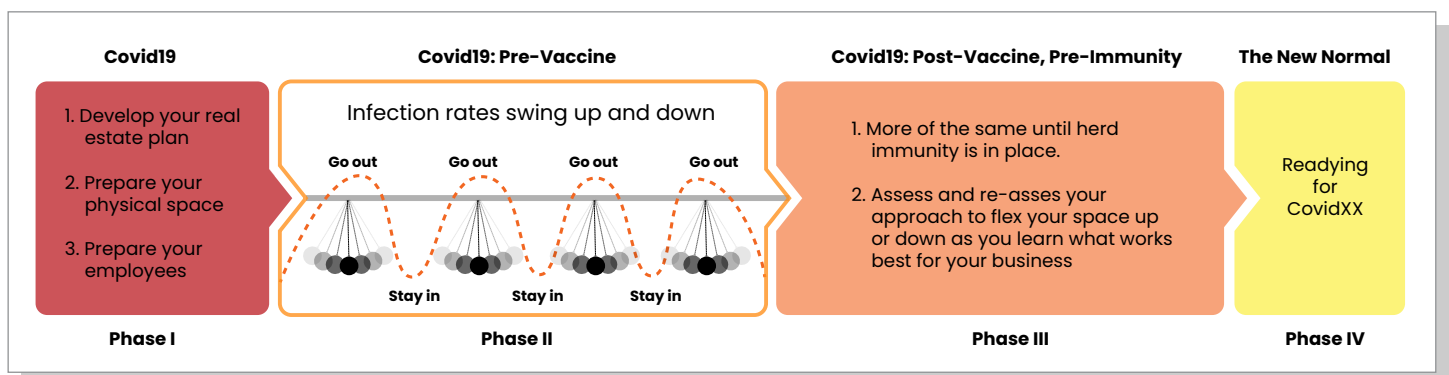 Covid19
1. Develop your real
estate plan
2. Prepare your
physical space
3. Prepare your
employees
Phase I
Covid19: Pre-Vaccine
Infection rates swing up and down
Go out
Go out
Go out
Go out
Stay in
Stay in
Stay in
Phase II
Covid19: Post-Vaccine, Pre-Immunity
1. More of the same until herd
immunity is in place.
2. Assess and re-asses your
approach to flex your space up
or down as you learn what works
best for your business
Phase III
The New Normal
Readying
for
CovidXX
Phase IV